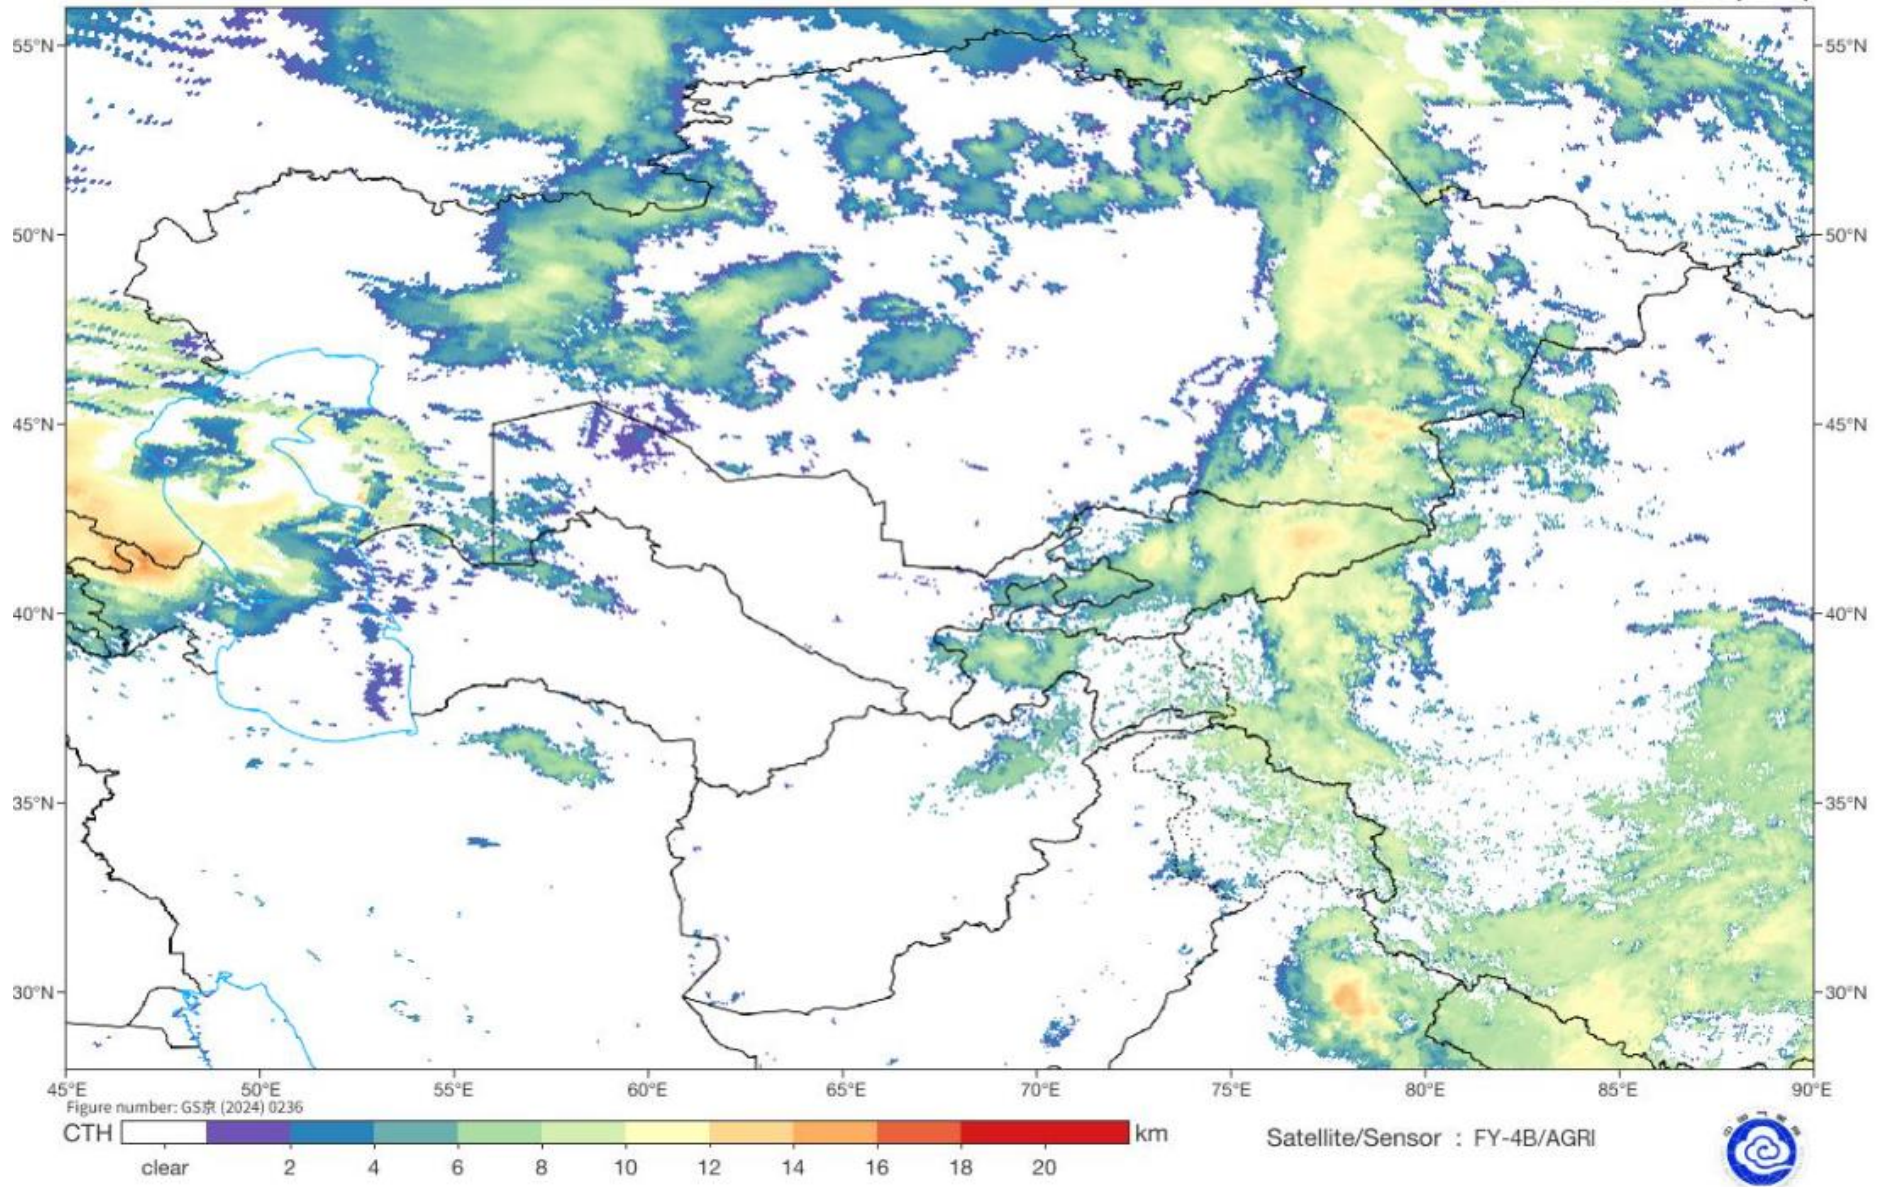 55°N 55°N
50°N 50°N
45°N 45°N
40°N 40°N
35°N 35°N
30°N 30°N
45°E 50°E 55°E 60°E 65°E 70°E 75°E 80°E 85°E 90°E
Figure number: GS京 (2024) 0236
CTH km
clear 2 4 6 8 10 12 14 16 18 20
Satellite/Sensor : FY-4B/AGRI